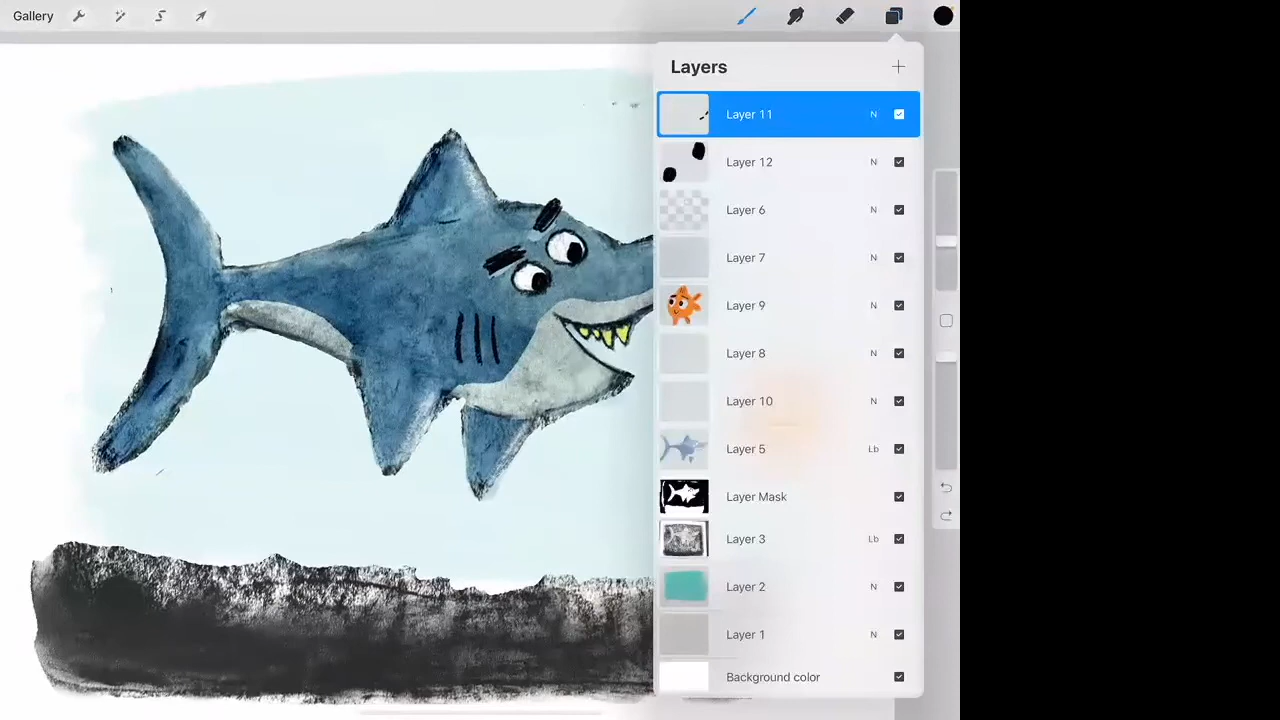 Gallery
Layers
Layer 11 N
Layer 12 N
Layer 6 N
Layer 7 N
Layer 9 N
Layer 8 N
Layer 10 N
Layer 5 Lb
Layer Mask
Layer 3 Lb
Layer 2 N
Layer 1 N
Background color